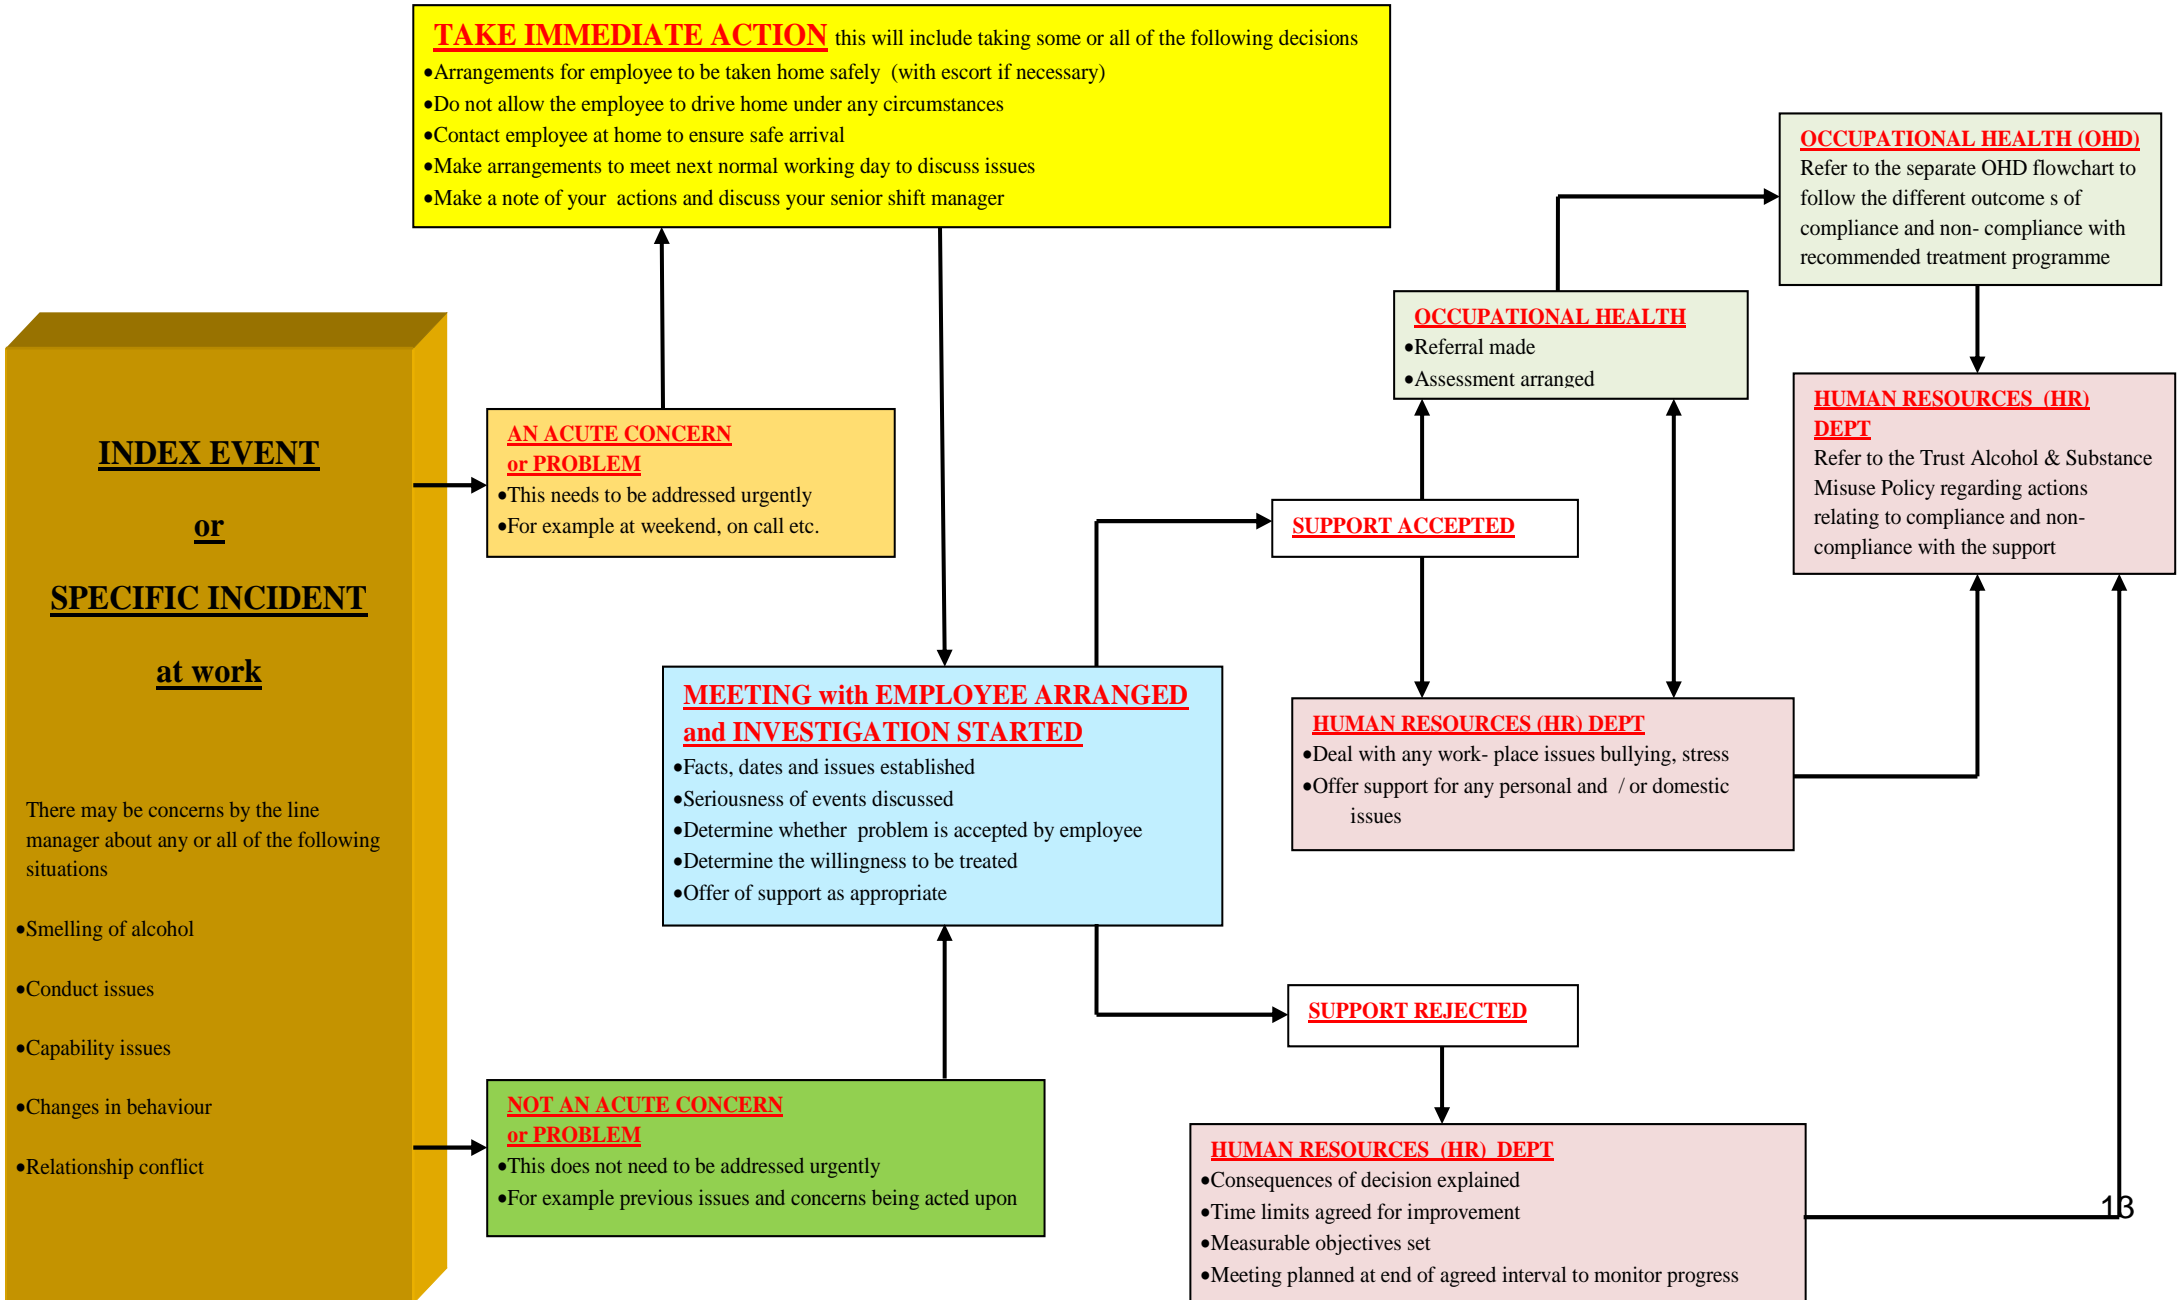 TAKE IMMEDIATE ACTION this will include taking some or all of the following decisions
•Arrangements for employee to be taken home safely (with escort if necessary)
•Do not allow the employee to drive home under any circumstances
•Contact employee at home to ensure safe arrival
•Make arrangements to meet next normal working day to discuss issues
•Make a note of your actions and discuss your senior shift manager
INDEX EVENT
or
SPECIFIC INCIDENT
at work
There may be concerns by the line
manager about any or all of the following
situations
•Smelling of alcohol
•Conduct issues
•Capability issues
•Changes in behaviour
•Relationship conflict
AN ACUTE CONCERN
or PROBLEM
•This needs to be addressed urgently
•For example at weekend, on call etc.
NOT AN ACUTE CONCERN
or PROBLEM
•This does not need to be addressed urgently
•For example previous issues and concerns being acted upon
MEETING with EMPLOYEE ARRANGED
and INVESTIGATION STARTED
•Facts, dates and issues established
•Seriousness of events discussed
•Determine whether problem is accepted by employee
•Determine the willingness to be treated
•Offer of support as appropriate
SUPPORT ACCEPTED
OCCUPATIONAL HEALTH
•Referral made
•Assessment arranged
OCCUPATIONAL HEALTH (OHD)
Refer to the separate OHD flowchart to
follow the different outcome s of
compliance and non- compliance with
recommended treatment programme
HUMAN RESOURCES (HR)
DEPT
Refer to the Trust Alcohol & Substance
Misuse Policy regarding actions
relating to compliance and non-
compliance with the support
HUMAN RESOURCES (HR) DEPT
•Deal with any work- place issues bullying, stress
•Offer support for any personal and / or domestic
issues
SUPPORT REJECTED
HUMAN RESOURCES (HR) DEPT
•Consequences of decision explained
•Time limits agreed for improvement
•Measurable objectives set
•Meeting planned at end of agreed interval to monitor progress
13